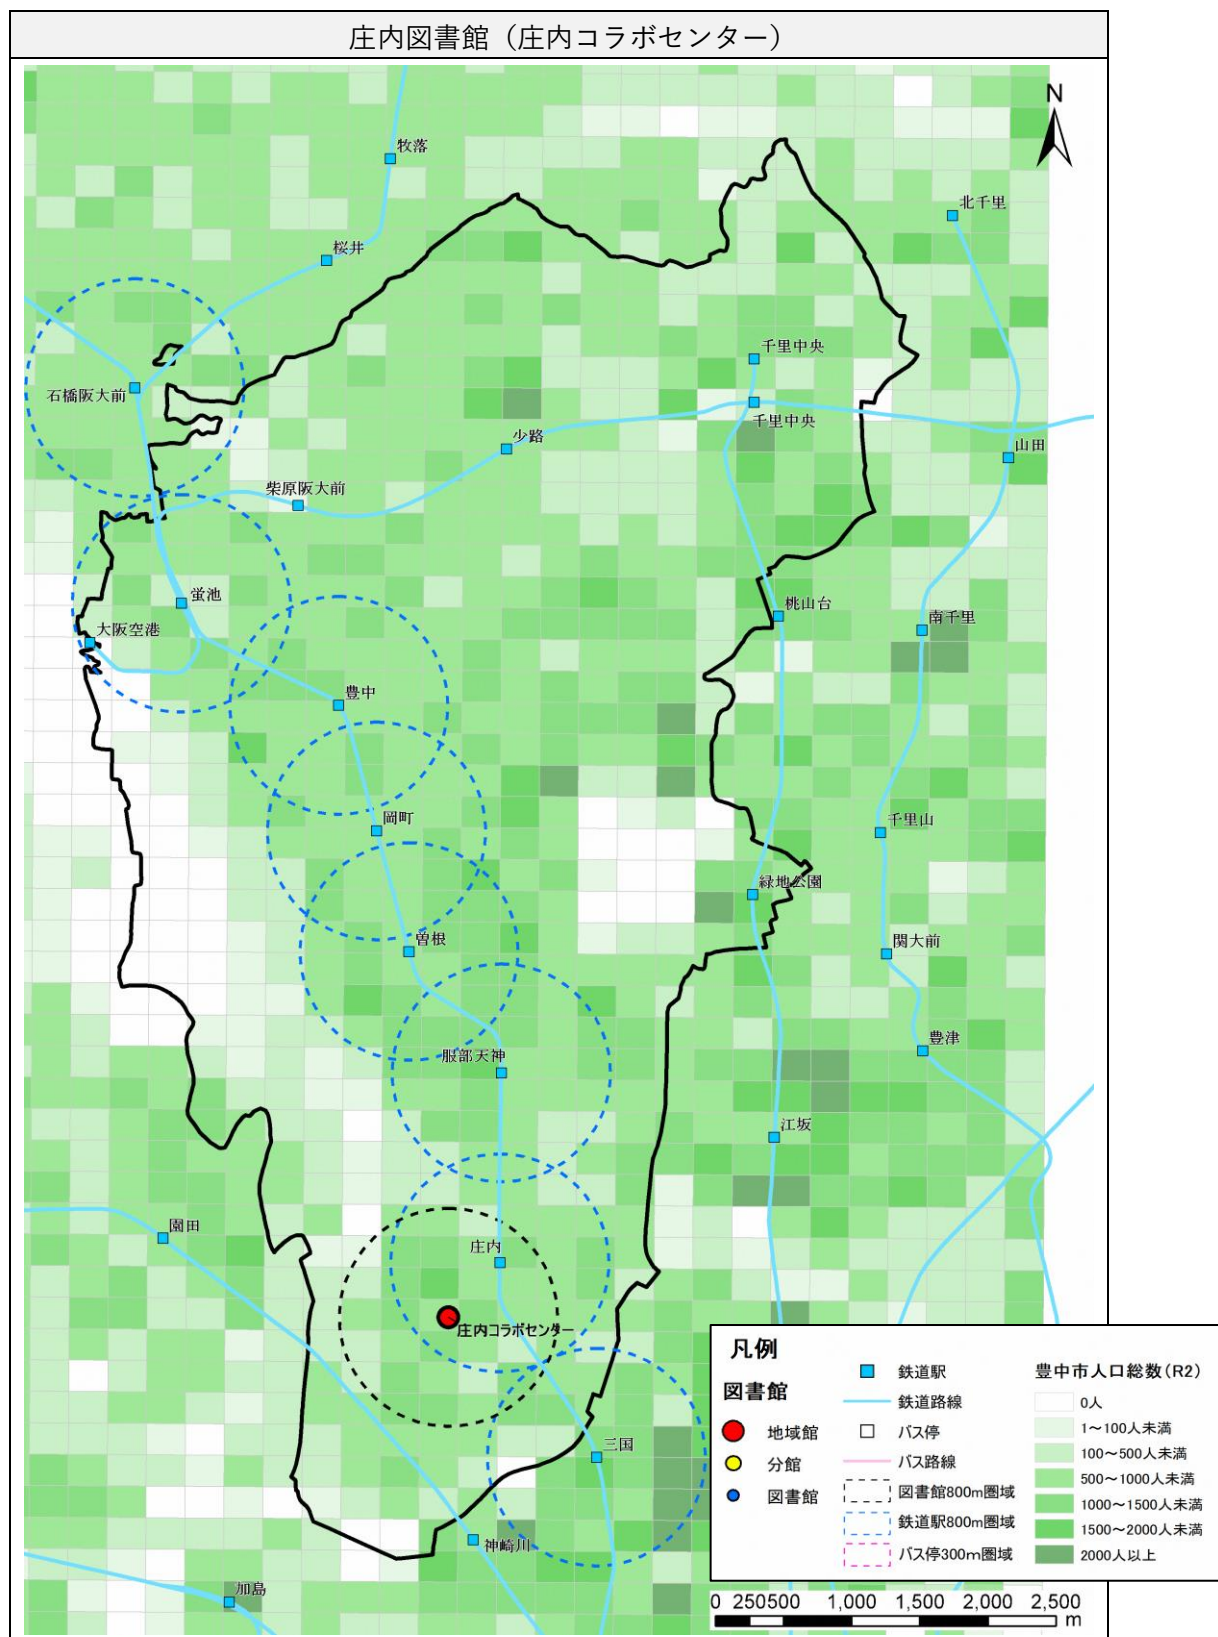 庄内図書館（庄内コラボセンター）
N
牧落
北千里
桜井
千里中央
石橋阪大前
千里中央
少路
山田
柴原阪大前
蛍池
桃山台
南千里
大阪空港
豊中
岡町
千里山
緑地公園
曽根
関大前
豊津
服部天神
江坂
園田
庄内
庄内コラボセンター
三国
神崎川
加島
凡例
図書館
地域館
分館
図書館
鉄道駅
鉄道路線
バス停
バス路線
図書館800m圏域
鉄道駅800m圏域
バス停300m圏域
豊中市人口総数(R2)
0人
1～100人未満
100～500人未満
500～1000人未満
1000～1500人未満
1500～2000人未満
2000人以上
0 250500 1,000 1,500 2,000 2,500
m